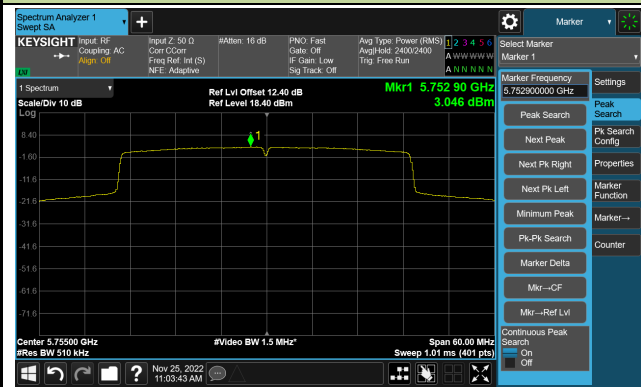 Spectrum Analyzer 1
Swept SA
Marker
KEYSIGHT
Input: RF
Coupling: AC
Align: Off
Input Z: 50 Ω
Corr CCorr
Freq Ref: Int (S)
NFE: Adaptive
#Atten: 16 dB
PNO: Fast
Gate: Off
IF Gain: Low
Sig Track: Off
Avg Type: Power (RMS)
Avg|Hold: 2400/2400
Trig: Free Run
1 2 3 4 5 6
A W W W W W
A N N N N N
LXI
Select Marker
Marker 1
1 Spectrum
Scale/Div 10 dB
Log
Ref Lvl Offset 12.40 dB
Ref Level 18.40 dBm
Mkr1 5.752 90 GHz
3.046 dBm
8.40
-1.60
-11.6
-21.6
-31.6
-41.6
-51.6
-61.6
-71.6
1
Center 5.75500 GHz
#Res BW 510 kHz
#Video BW 1.5 MHz*
Span 60.00 MHz
Sweep 1.01 ms (401 pts)
Marker Frequency
5.752900000 GHz
Peak Search
Next Peak
Next Pk Right
Next Pk Left
Minimum Peak
Pk-Pk Search
Marker Delta
Mkr→CF
Mkr→Ref Lvl
Continuous Peak
Search
On
Off
Settings
Peak
Search
Pk Search
Config
Properties
Marker
Function
Marker→
Counter
Nov 25, 2022
11:03:43 AM